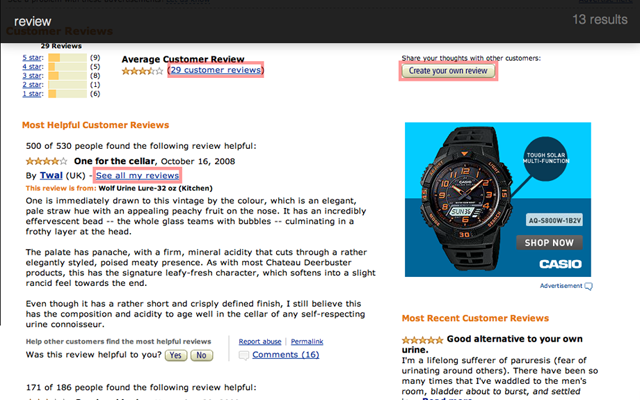 review
13 results
Customer Reviews
29 Reviews
5 star: (9)
4 star: (5)
3 star: (8)
2 star: (1)
1 star: (6)
Average Customer Review
(29 customer reviews)
Share your thoughts with other customers:
Create your own review
Most Helpful Customer Reviews
500 of 530 people found the following review helpful:
One for the cellar, October 16, 2008
By Twal (UK) - See all my reviews
This review is from: Wolf Urine Lure-32 oz (Kitchen)
One is immediately drawn to this vintage by the colour, which is an elegant,
pale straw hue with an appealing peachy fruit on the nose. It has an incredibly
effervescent bead -- the whole glass teams with bubbles -- culminating in a
frothy layer at the head.
The palate has panache, with a firm, mineral acidity that cuts through a rather
elegantly styled, poised meaty presence. As with most Chateau Deerbuster
products, this has the signature leafy-fresh character, which softens into a slight
rancid feel towards the end.
Even though it has a rather short and crisply defined finish, I still believe this
has the composition and acidity to age well in the cellar of any self-respecting
urine connoisseur.
Help other customers find the most helpful reviews
Was this review helpful to you? Yes No
Report abuse | Permalink
Comments (16)
171 of 186 people found the following review helpful:
TOUGH SOLAR
MULTI-FUNCTION
CASIO
SUN 30
AQ-S800W-1B2V
SHOP NOW
CASIO
Advertisement
Most Recent Customer Reviews
Good alternative to your own
urine.
I'm a lifelong sufferer of paruresis (fear of
urinating around others). There have been so
many times that I've waddled to the men's
room, bladder about to burst, and settled